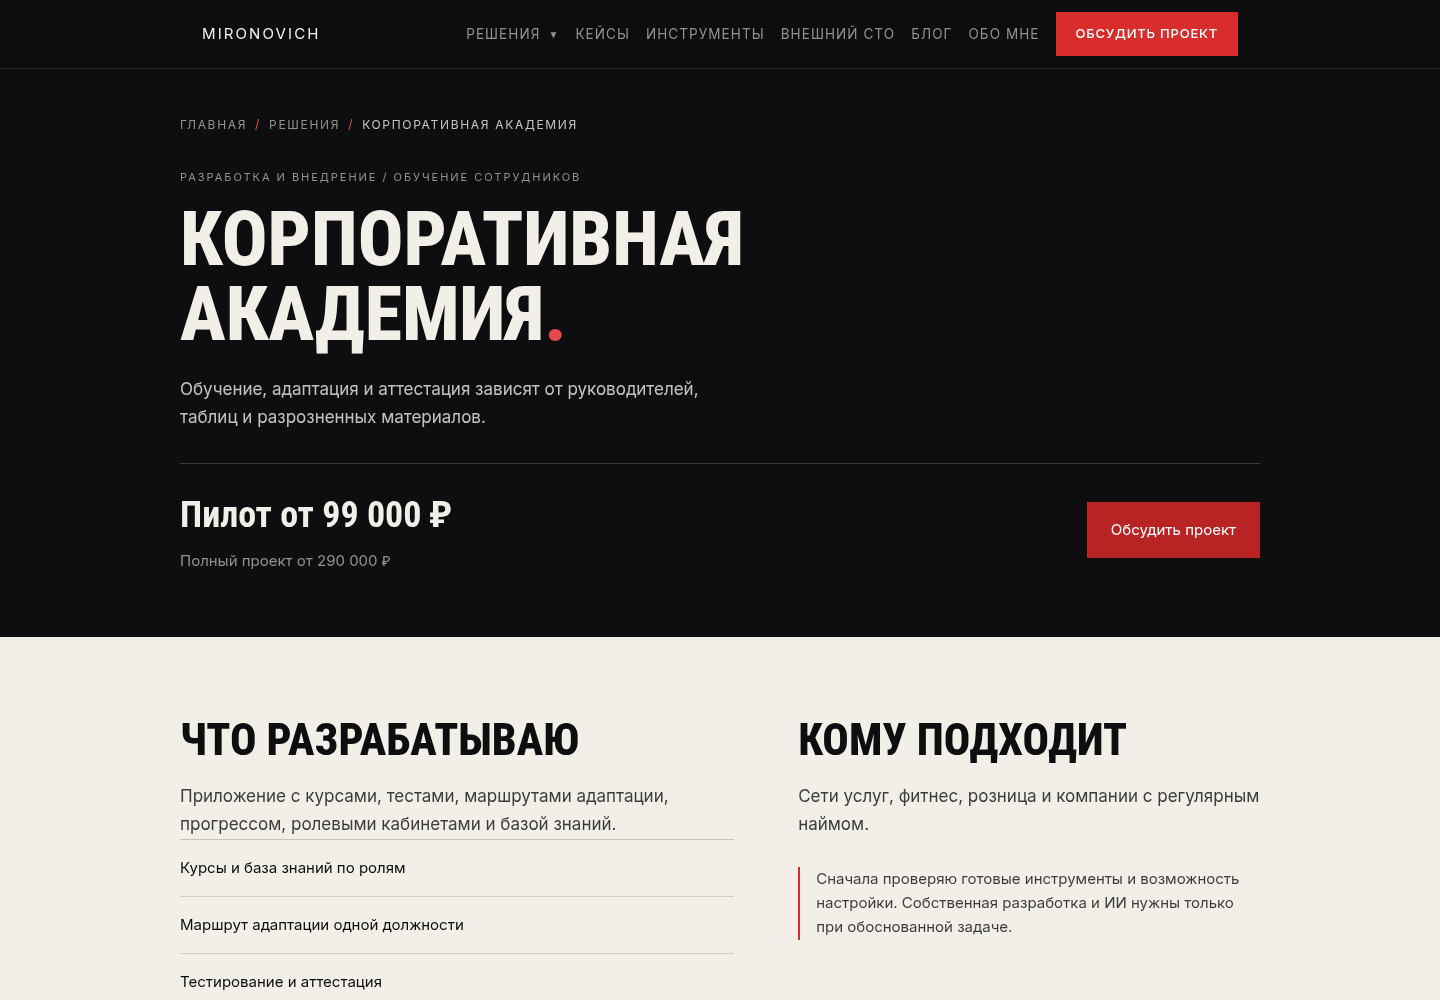 MIRONOVICH
РЕШЕНИЯ ▼ КЕЙСЫ ИНСТРУМЕНТЫ ВНЕШНИЙ СТО БЛОГ ОБО МНЕ ОБСУДИТЬ ПРОЕКТ
ГЛАВНАЯ / РЕШЕНИЯ / КОРПОРАТИВНАЯ АКАДЕМИЯ
РАЗРАБОТКА И ВНЕДРЕНИЕ / ОБУЧЕНИЕ СОТРУДНИКОВ
КОРПОРАТИВНАЯ
АКАДЕМИЯ.
Обучение, адаптация и аттестация зависят от руководителей,
таблиц и разрозненных материалов.
Пилот от 99 000 ₽
Полный проект от 290 000 ₽
Обсудить проект
ЧТО РАЗРАБАТЫВАЮ
Приложение с курсами, тестами, маршрутами адаптации,
прогрессом, ролевыми кабинетами и базой знаний.
Курсы и база знаний по ролям
Маршрут адаптации одной должности
Тестирование и аттестация
КОМУ ПОДХОДИТ
Сети услуг, фитнес, розница и компании с регулярным
наймом.
Сначала проверяю готовые инструменты и возможность
настройки. Собственная разработка и ИИ нужны только
при обоснованной задаче.